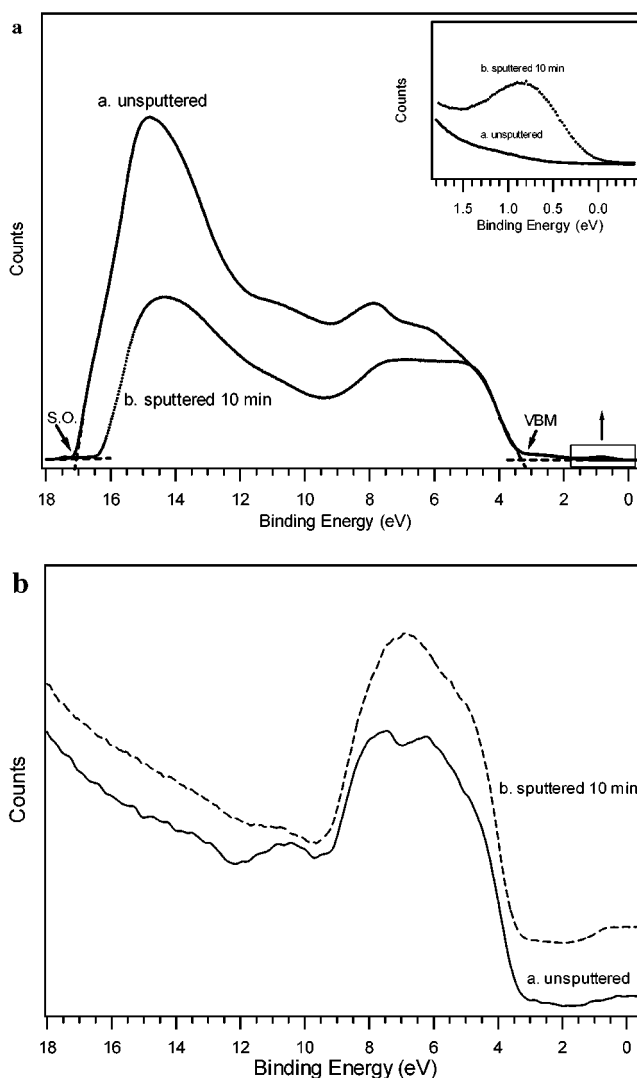 a
Counts
a. unsputtered
b. sputtered 10 min
S.O.
VBM
18 16 14 12 10 8 6 4 2 0
Binding Energy (eV)
Counts
b. sputtered 10 min
a. unsputtered
1.5 1.0 0.5 0.0
Binding Energy (eV)
b
Counts
b. sputtered 10 min
a. unsputtered
18 16 14 12 10 8 6 4 2 0
Binding Energy (eV)